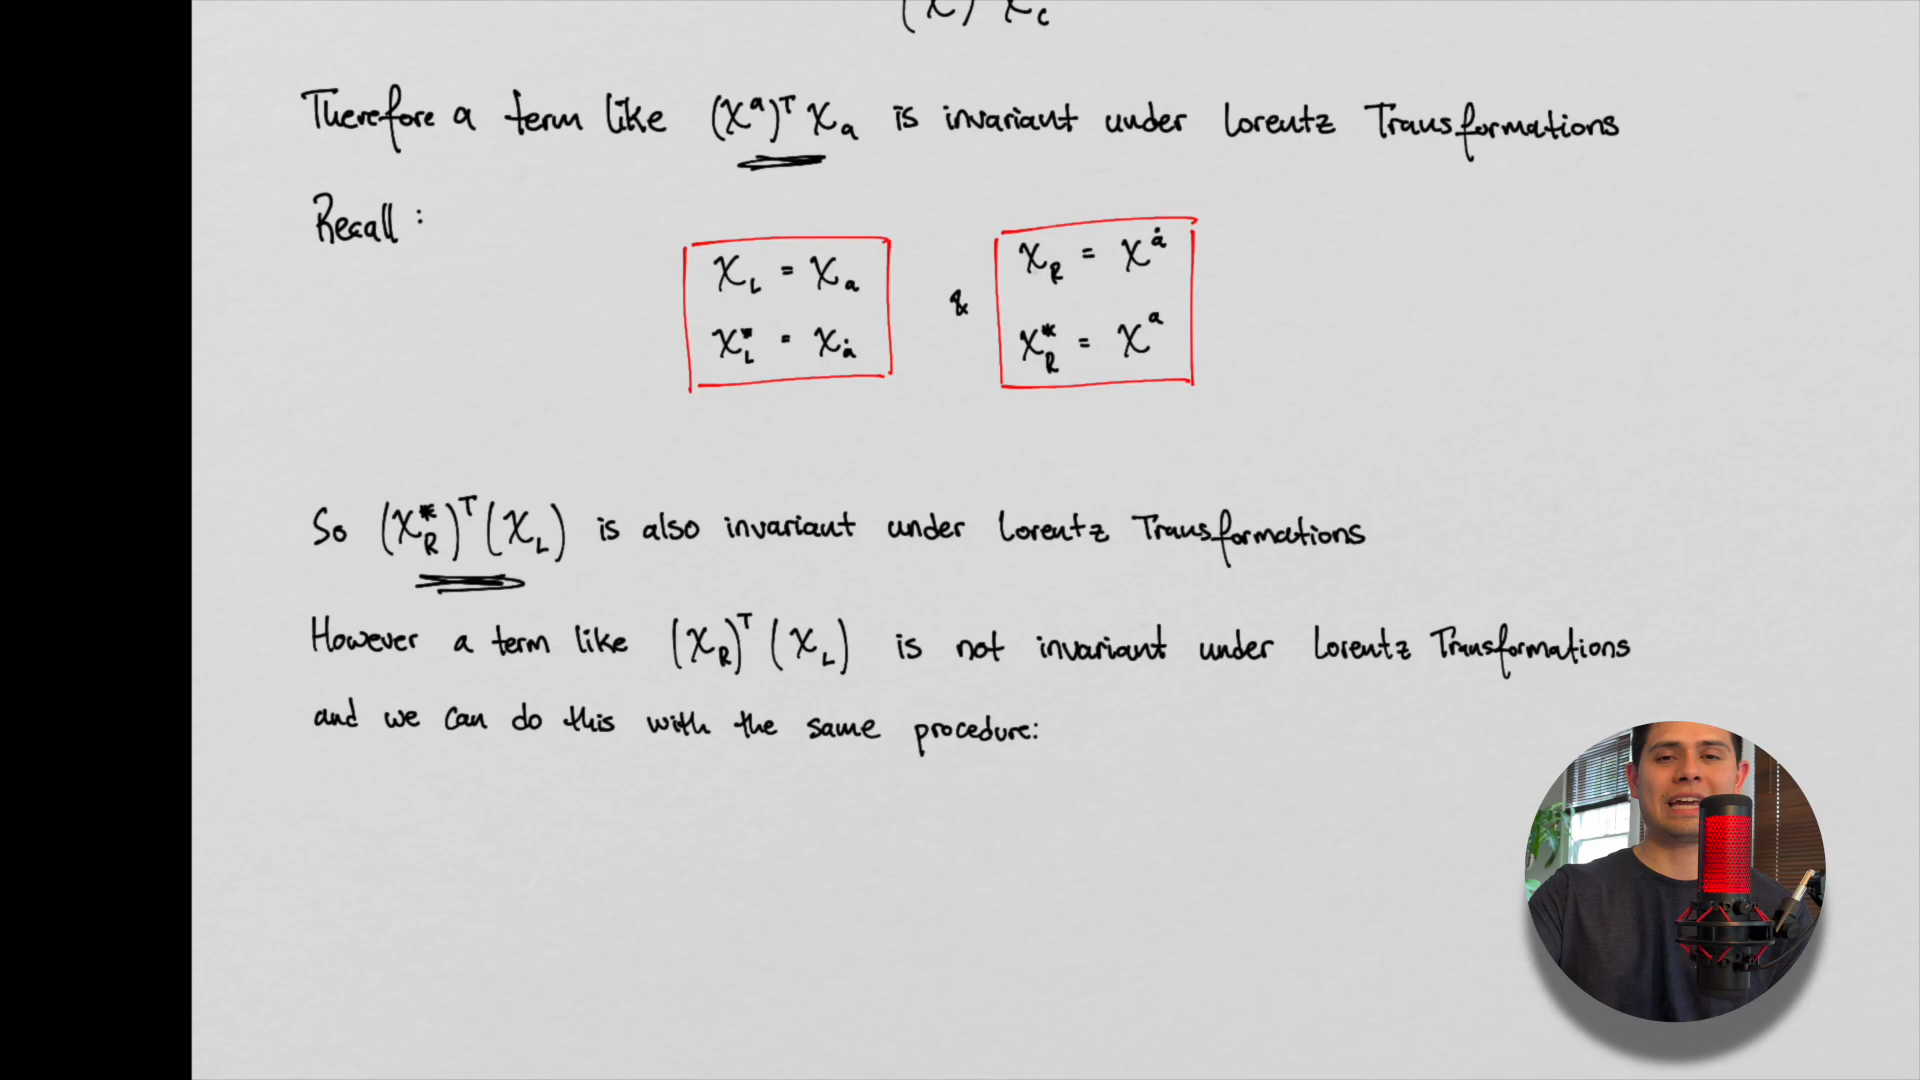 (χ) χ_c
Therefore a term like (χ^a)^T χ_a is invariant under Lorentz Transformations
Recall:
χ_L = χ_a
χ_L^* = χ_ȧ
&
χ_R = χ^ȧ
χ_R^* = χ^a
So (χ_R^*)^T (χ_L) is also invariant under Lorentz Transformations
However a term like (χ_R)^T (χ_L) is not invariant under Lorentz Transformations
and we can do this with the same procedure: